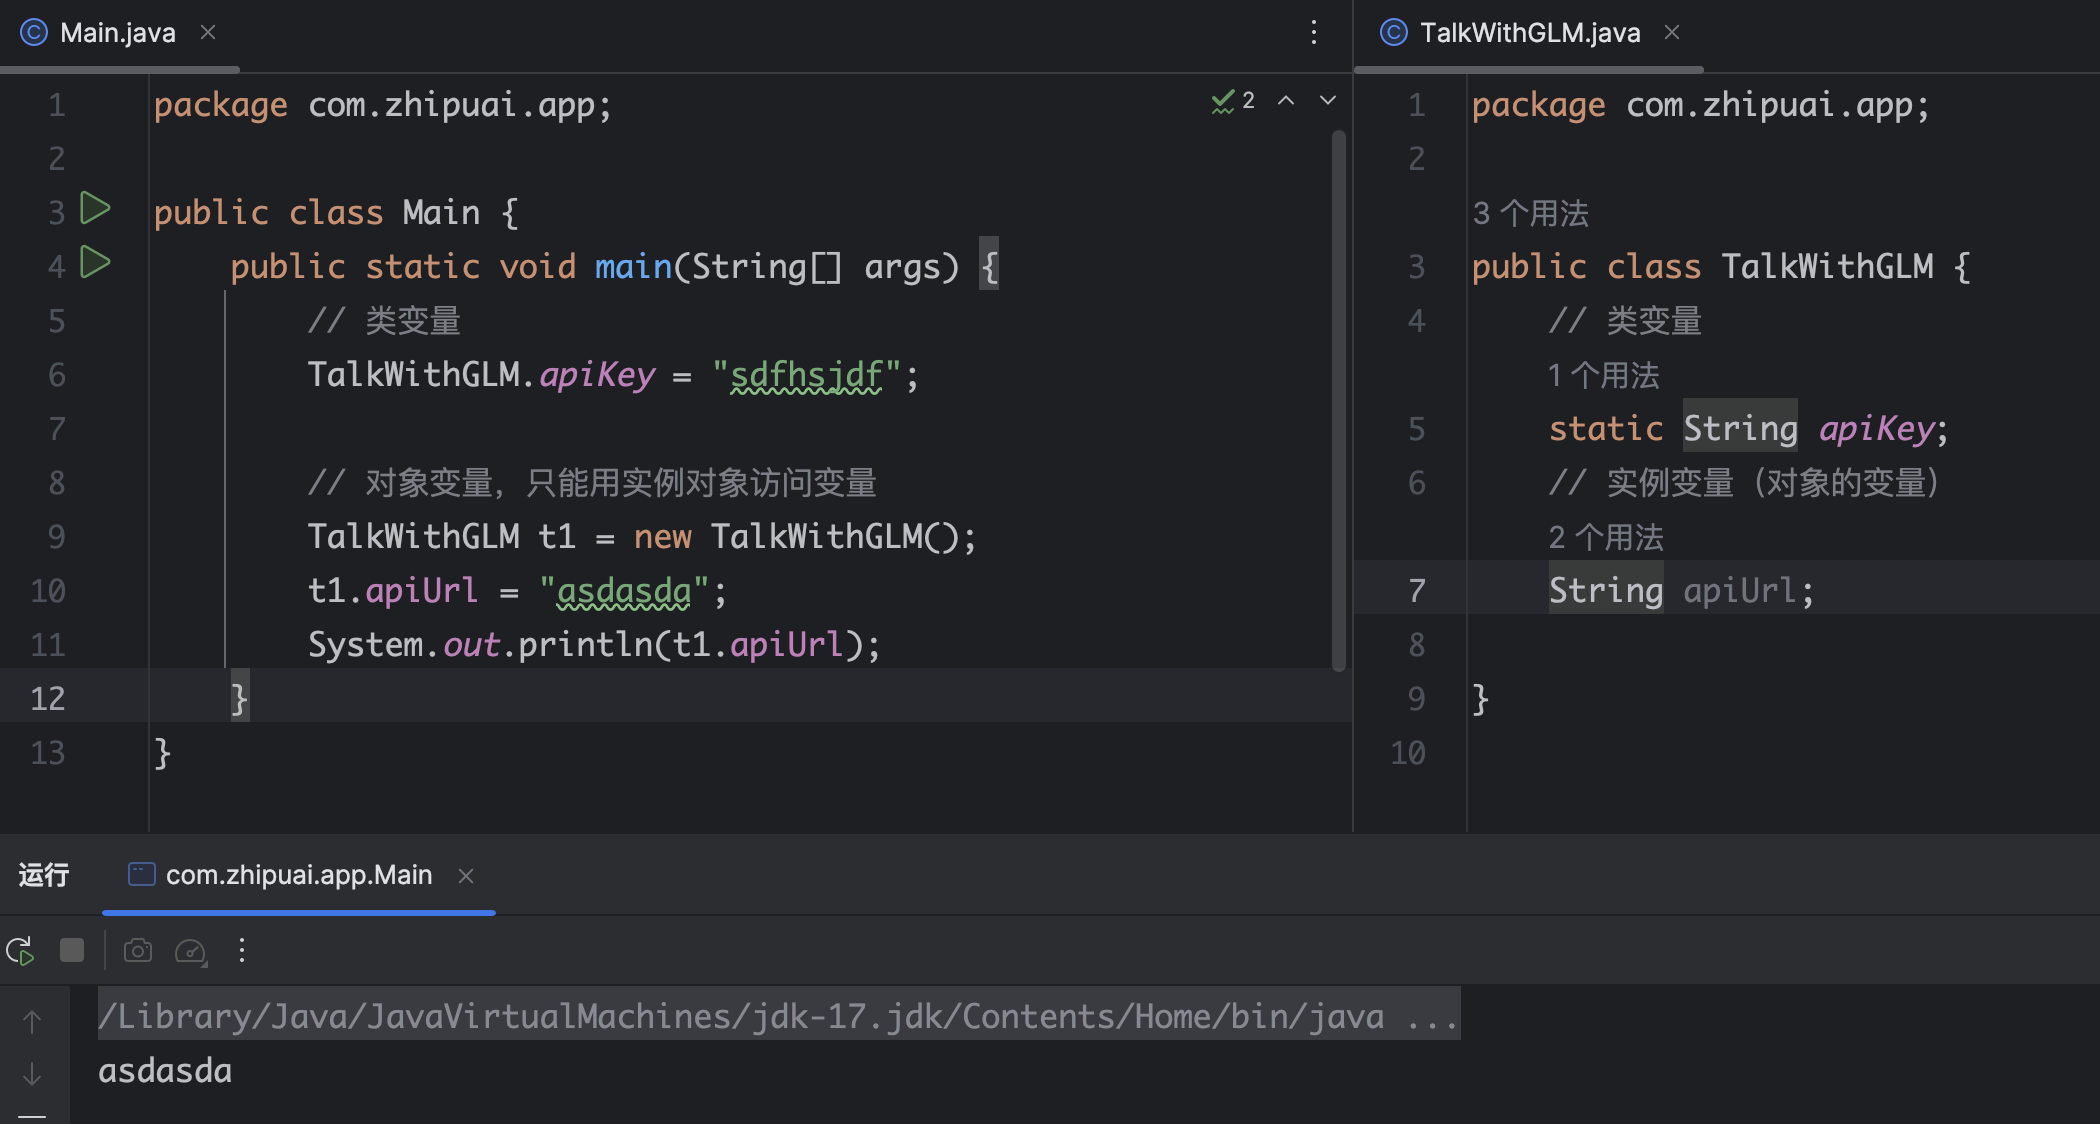 Main.java
1 package com.zhipuai.app;
2
3 public class Main {
4 public static void main(String[] args) {
5 // 类变量
6 TalkWithGLM.apiKey = "sdfhsjdf";
7
8 // 对象变量，只能用实例对象访问变量
9 TalkWithGLM t1 = new TalkWithGLM();
10 t1.apiUrl = "asdasda";
11 System.out.println(t1.apiUrl);
12 }
13 }
2
TalkWithGLM.java
1 package com.zhipuai.app;
2
3 个用法
3 public class TalkWithGLM {
4 // 类变量
1 个用法
5 static String apiKey;
6 // 实例变量（对象的变量）
2 个用法
7 String apiUrl;
8
9 }
10
运行 com.zhipuai.app.Main
/Library/Java/JavaVirtualMachines/jdk-17.jdk/Contents/Home/bin/java ...
asdasda